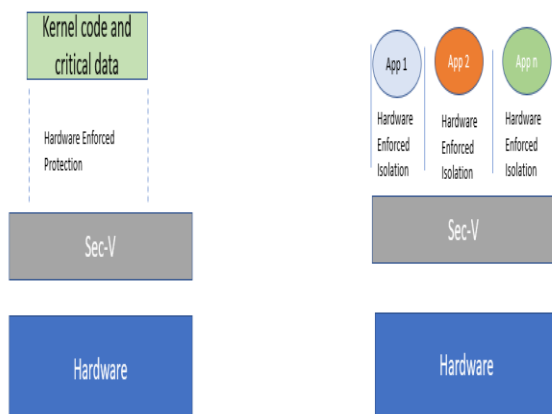 Kernel code and
critical data
Hardware Enforced
Protection
Sec-V
Hardware
App 1
App 2
App n
Hardware
Enforced
Isolation
Hardware
Enforced
Isolation
Hardware
Enforced
Isolation
Sec-V
Hardware